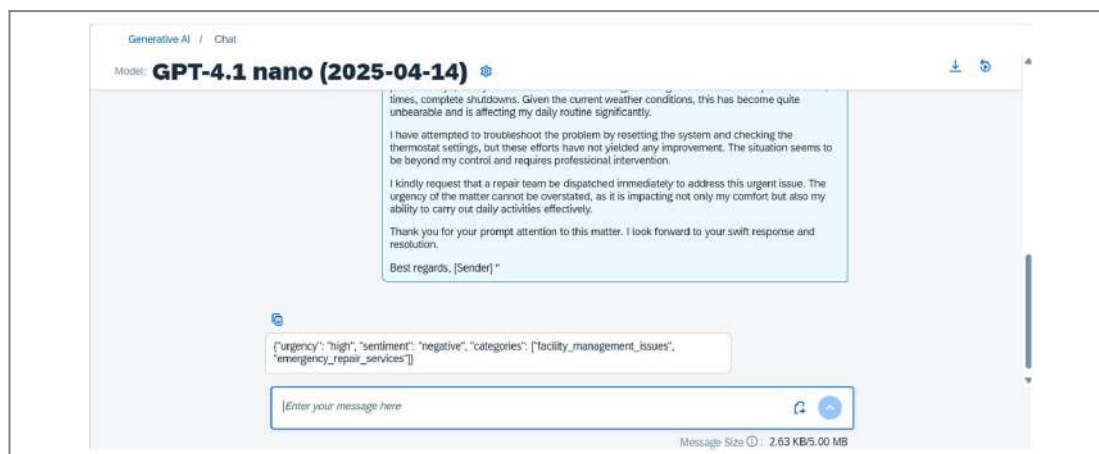 Generative AI / Chat
Model: GPT-4.1 nano (2025-04-14)
times, complete shutdowns. Given the current weather conditions, this has become quite
unbearable and is affecting my daily routine significantly.
I have attempted to troubleshoot the problem by resetting the system and checking the
thermostat settings, but these efforts have not yielded any improvement. The situation seems to
be beyond my control and requires professional intervention.
I kindly request that a repair team be dispatched immediately to address this urgent issue. The
urgency of the matter cannot be overstated, as it is impacting not only my comfort but also my
ability to carry out daily activities effectively.
Thank you for your prompt attention to this matter. I look forward to your swift response and
resolution.
Best regards, [Sender] "
{"urgency": "high", "sentiment": "negative", "categories": ["facility_management_issues",
"emergency_repair_services"]}
Enter your message here
Message Size ⓘ : 2.63 KB/5.00 MB